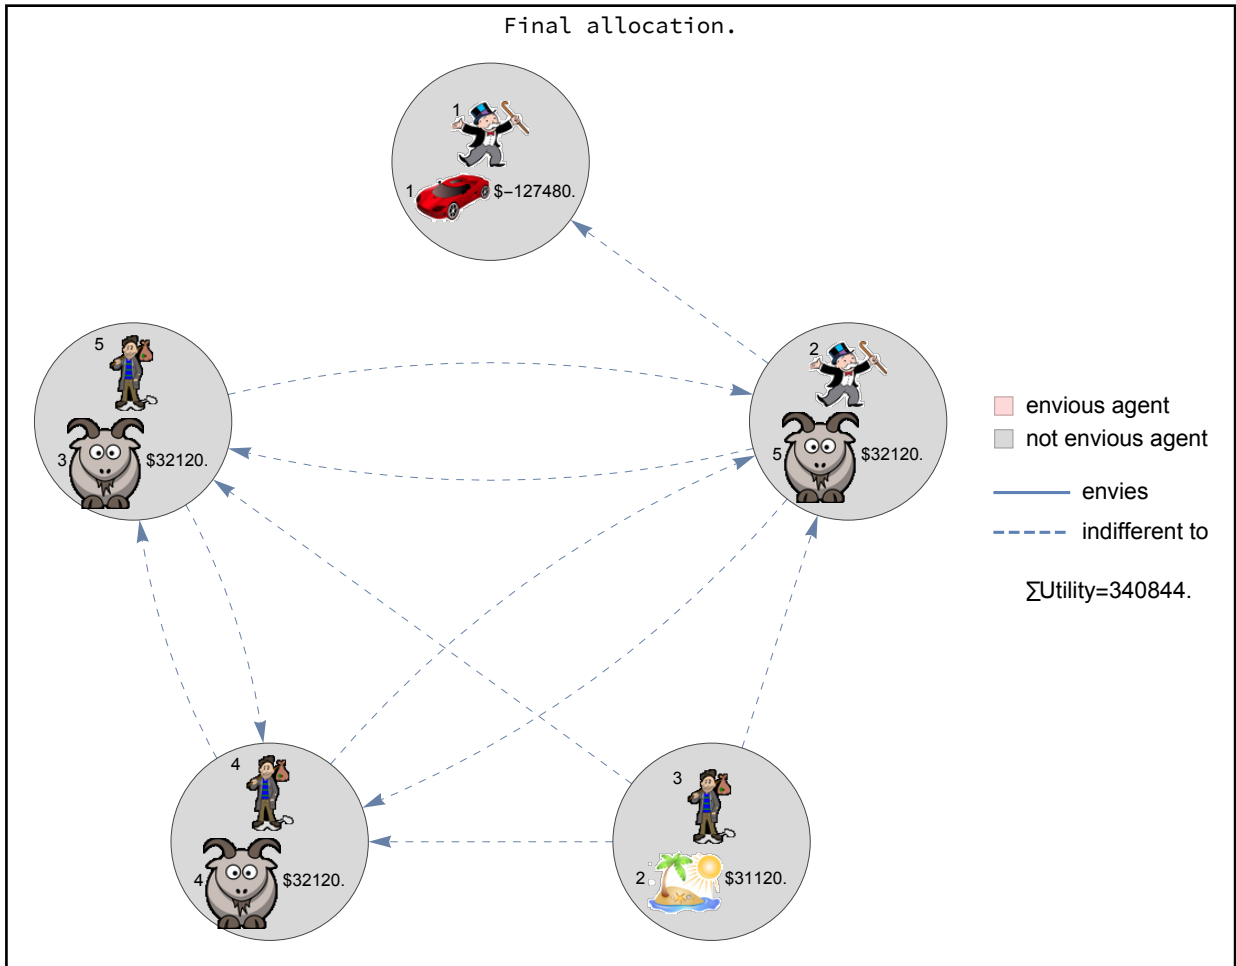 Final allocation.
1
1 $-127480.
5
3 $32120.
2
5 $32120.
envious agent
not envious agent
envies
indifferent to
∑Utility=340844.
4
4 $32120.
3
2 $31120.